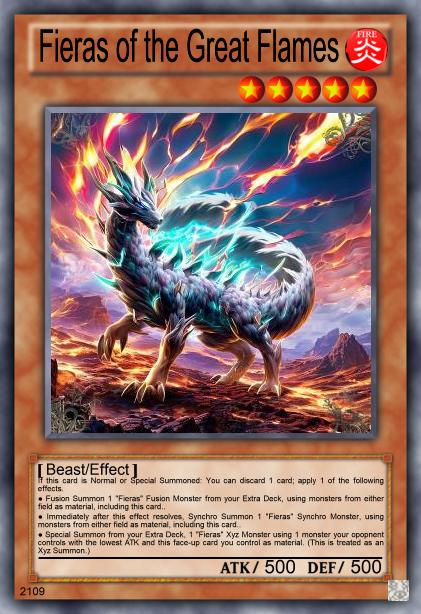 Fieras of the Great Flames
FIRE
炎
[ Beast/Effect ]
If this card is Normal or Special Summoned: You can discard 1 card; apply 1 of the following
effects.
● Fusion Summon 1 "Fieras" Fusion Monster from your Extra Deck, using monsters from either
field as material, including this card..
● Immediately after this effect resolves, Synchro Summon 1 "Fieras" Synchro Monster, using
monsters from either field as material, including this card..
● Special Summon from your Extra Deck, 1 "Fieras" Xyz Monster using 1 monster your opoponent
controls with the lowest ATK and this face-up card you control as material. (This is treated as an
Xyz Summon.)
ATK/ 500 DEF/ 500
2109